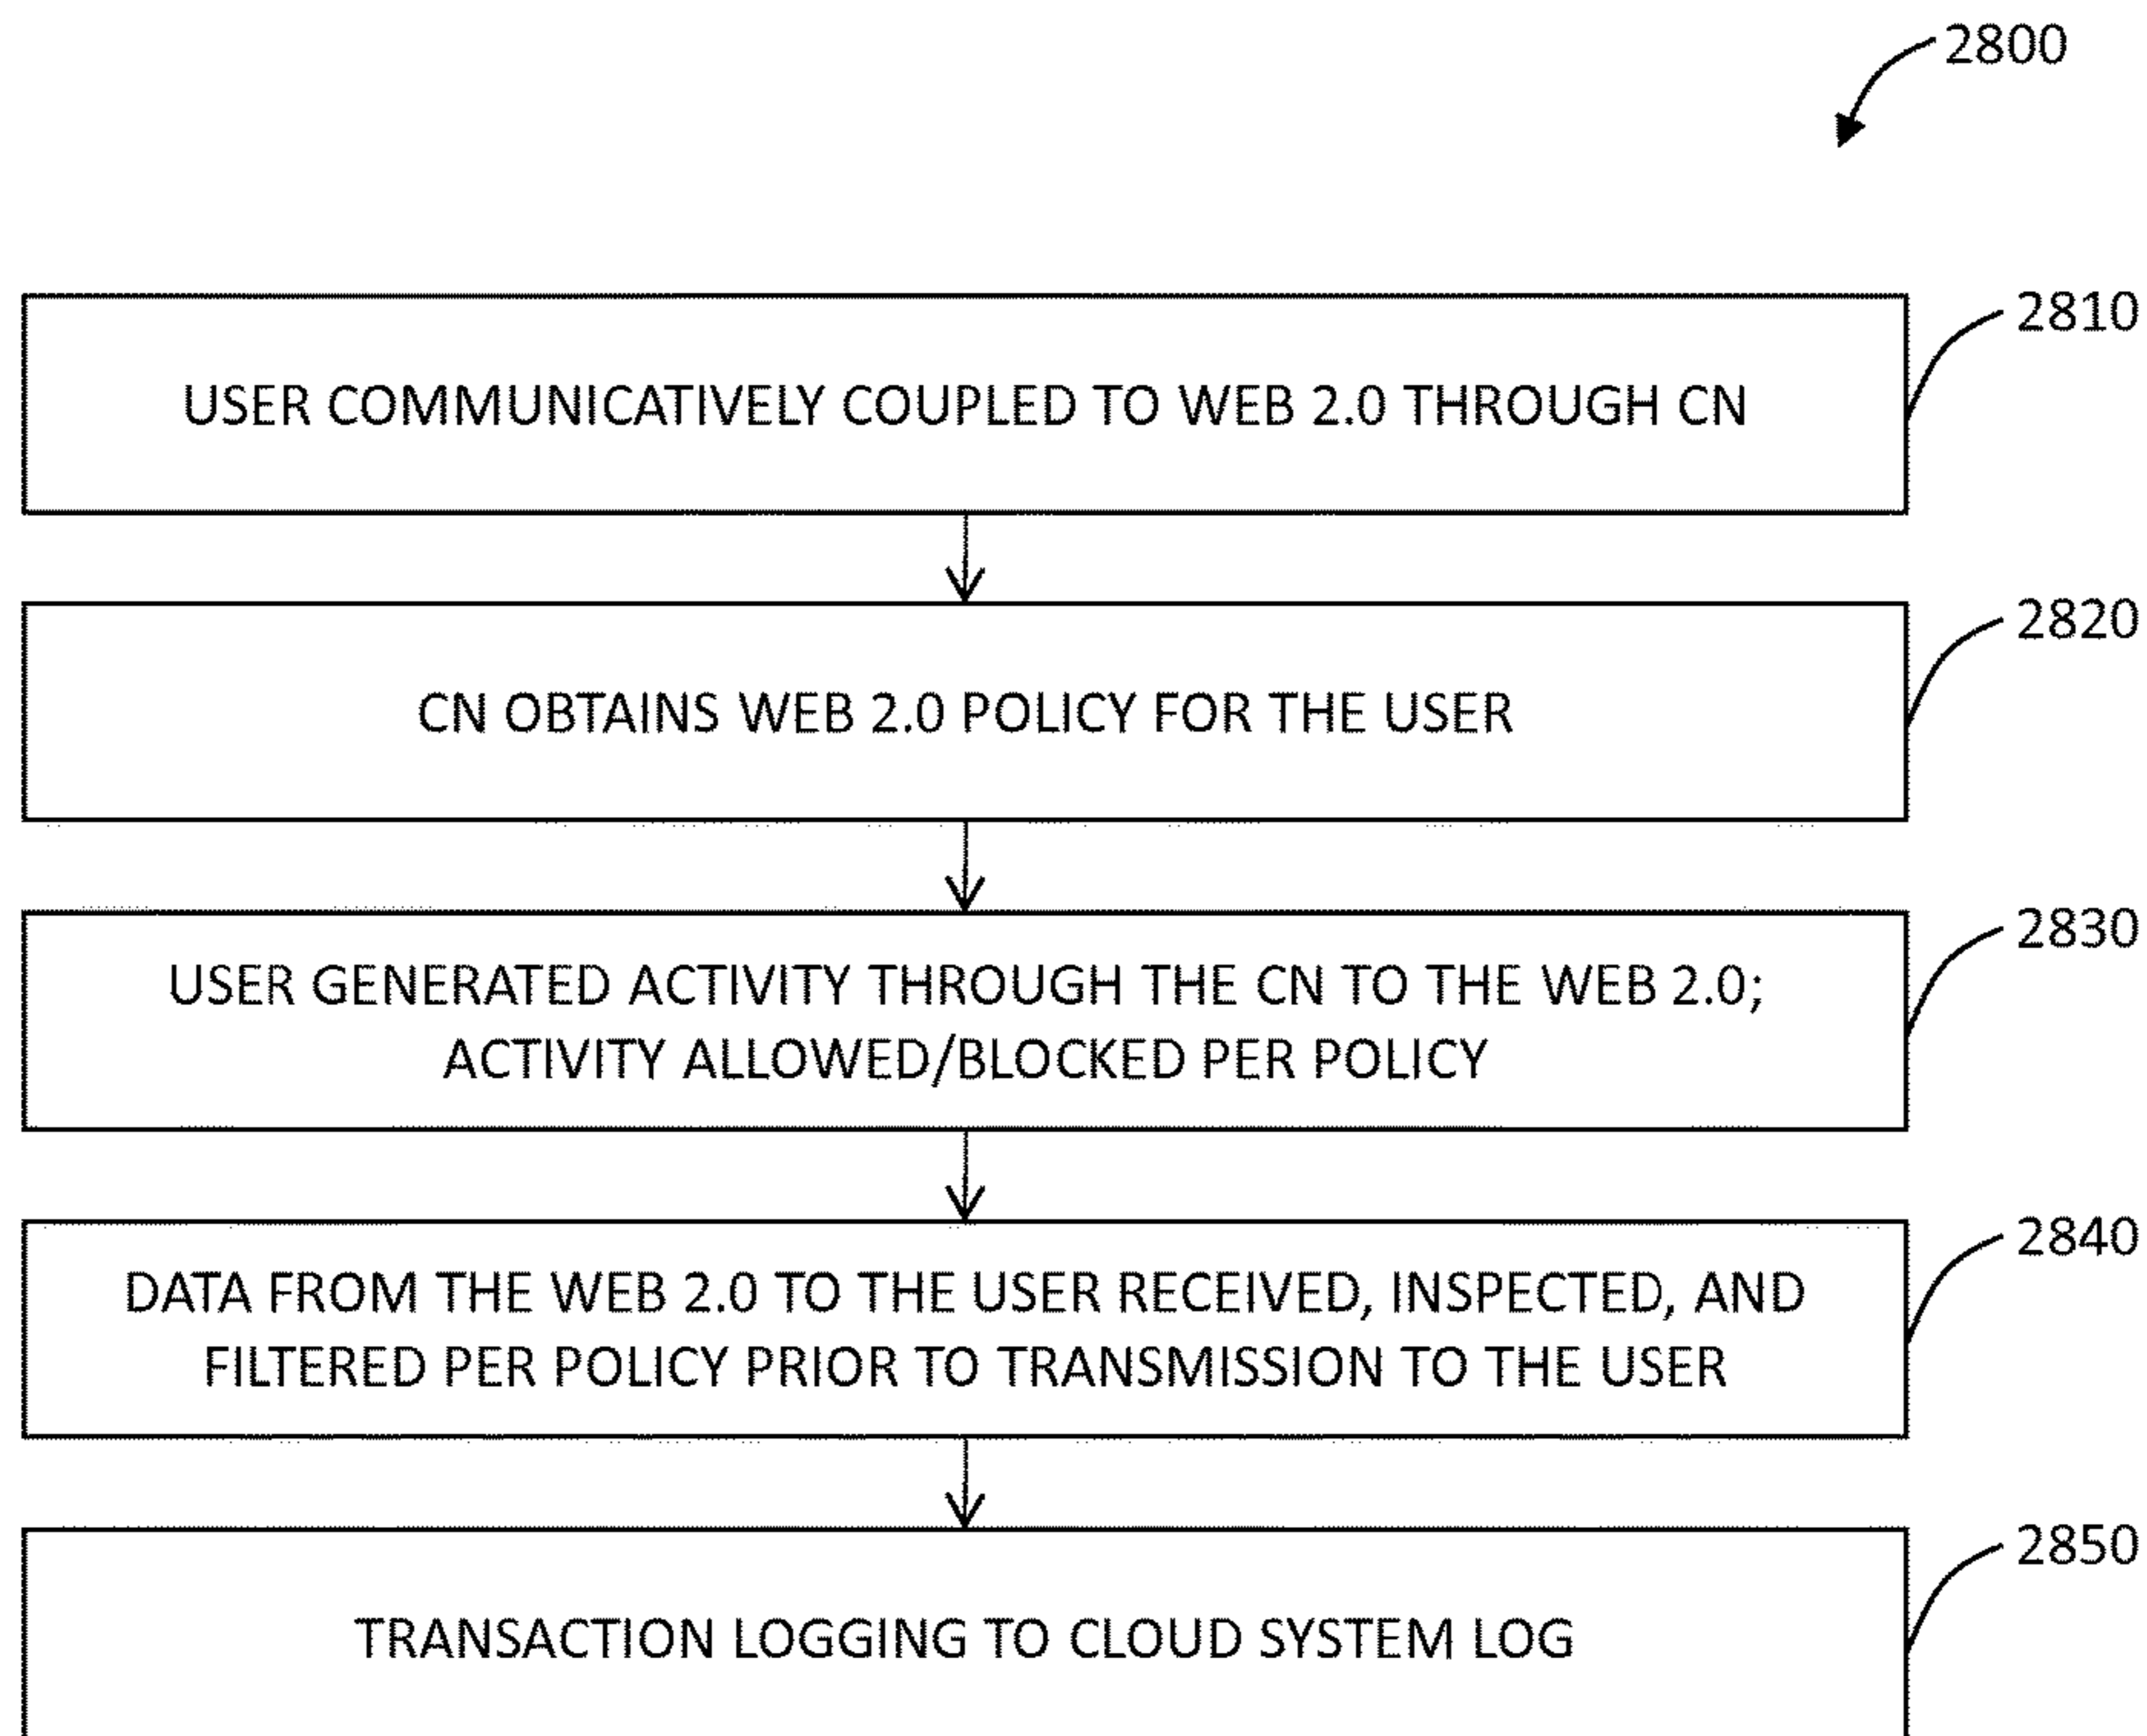 2800
2810
USER COMMUNICATIVELY COUPLED TO WEB 2.0 THROUGH CN
2820
CN OBTAINS WEB 2.0 POLICY FOR THE USER
2830
USER GENERATED ACTIVITY THROUGH THE CN TO THE WEB 2.0;
ACTIVITY ALLOWED/BLOCKED PER POLICY
2840
DATA FROM THE WEB 2.0 TO THE USER RECEIVED, INSPECTED, AND
FILTERED PER POLICY PRIOR TO TRANSMISSION TO THE USER
2850
TRANSACTION LOGGING TO CLOUD SYSTEM LOG